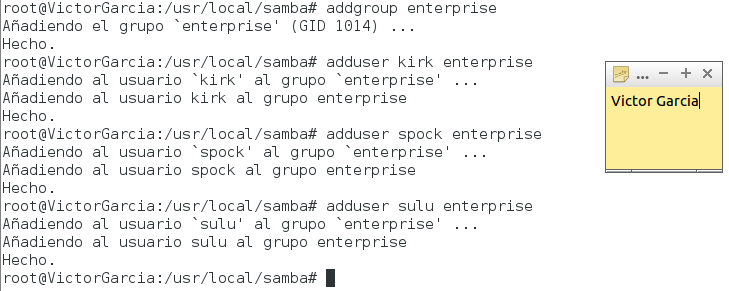 root@VictorGarcia:/usr/local/samba# addgroup enterprise
Añadiendo el grupo `enterprise' (GID 1014) ...
Hecho.
root@VictorGarcia:/usr/local/samba# adduser kirk enterprise
Añadiendo al usuario `kirk' al grupo `enterprise' ...
Añadiendo al usuario kirk al grupo enterprise
Hecho.
root@VictorGarcia:/usr/local/samba# adduser spock enterprise
Añadiendo al usuario `spock' al grupo `enterprise' ...
Añadiendo al usuario spock al grupo enterprise
Hecho.
root@VictorGarcia:/usr/local/samba# adduser sulu enterprise
Añadiendo al usuario `sulu' al grupo `enterprise' ...
Añadiendo al usuario sulu al grupo enterprise
Hecho.
root@VictorGarcia:/usr/local/samba#
...
Victor Garcia